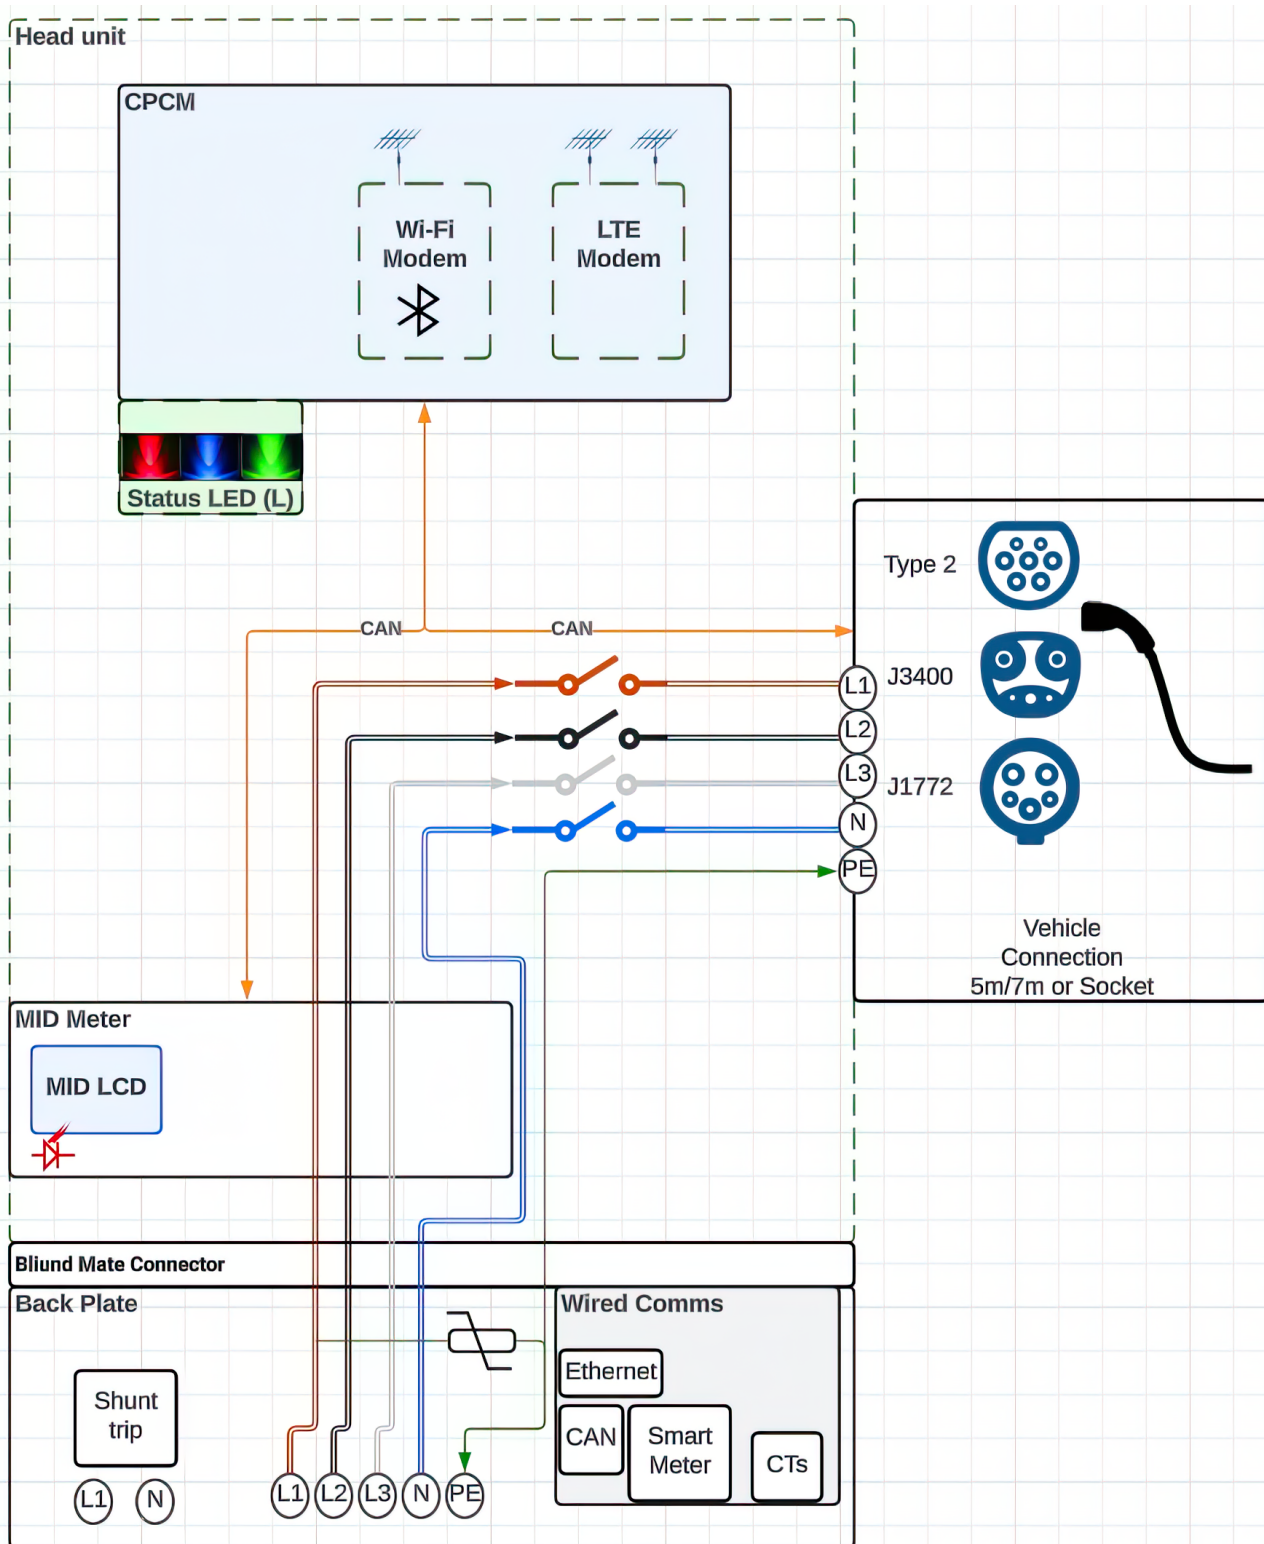 Head unit
CPCM
Wi-Fi
Modem
LTE
Modem
Status LED (L)
CAN
CAN
Type 2
J3400
J1772
L1
L2
L3
N
PE
Vehicle
Connection
5m/7m or Socket
MID Meter
MID LCD
Bliund Mate Connector
Back Plate
Wired Comms
Ethernet
CAN
Smart
Meter
CTs
Shunt
trip
L1
N
L1
L2
L3
N
PE